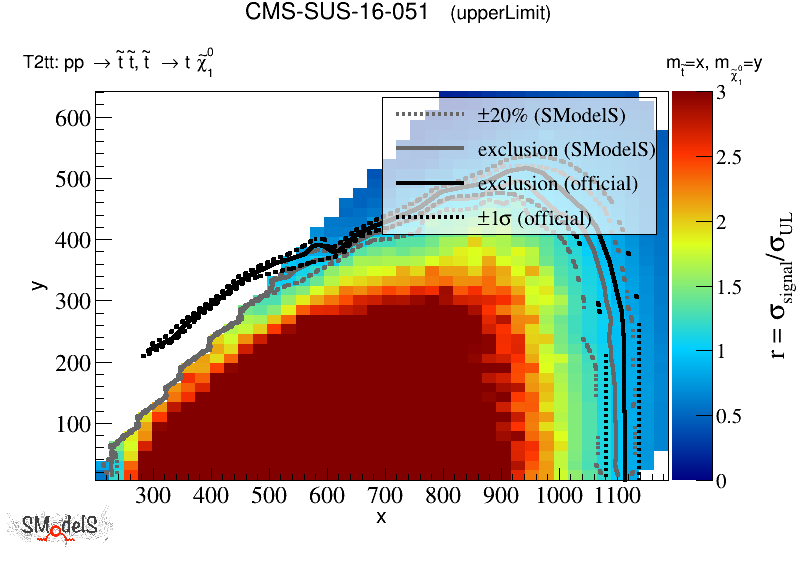 CMS-SUS-16-051 (upperLimit)
T2tt: pp → t̃ t̃, t̃ → t χ̃⁰₁
m_t̃=x, m_χ̃⁰₁=y
±20% (SModelS)
exclusion (SModelS)
exclusion (official)
±1σ (official)
600
500
400
300
200
100
y
300 400 500 600 700 800 900 1000 1100
x
3
2.5
2
1.5
1
0.5
0
r = σ_signal/σ_UL
SModelS